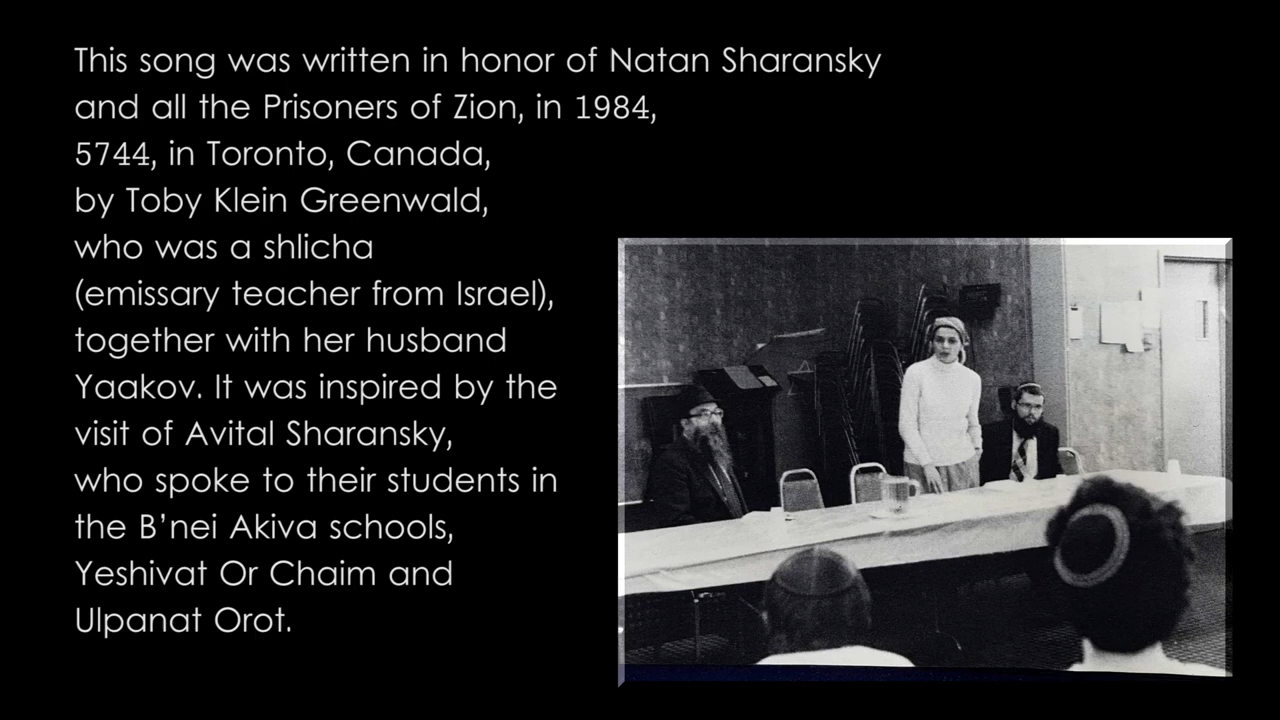 This song was written in honor of Natan Sharansky
and all the Prisoners of Zion, in 1984,
5744, in Toronto, Canada,
by Toby Klein Greenwald,
who was a shlicha
(emissary teacher from Israel),
together with her husband
Yaakov. It was inspired by the
visit of Avital Sharansky,
who spoke to their students in
the B'nei Akiva schools,
Yeshivat Or Chaim and
Ulpanat Orot.